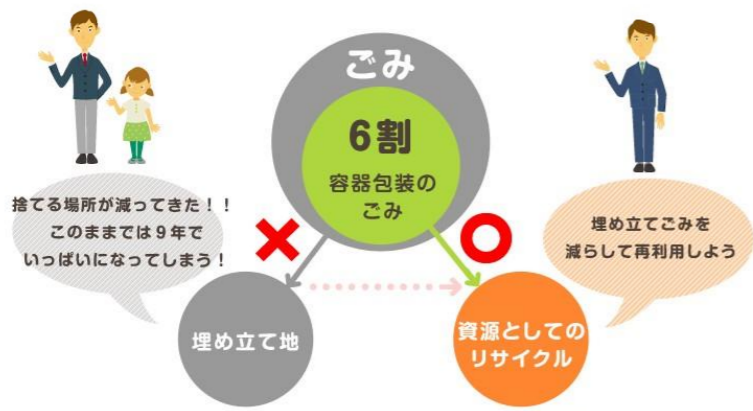 ごみ
6割
容器包装の
ごみ
捨てる場所が減ってきた！！
このままでは９年で
いっぱいになってしまう！
埋め立てごみを
減らして再利用しよう
埋め立て地
資源としての
リサイクル